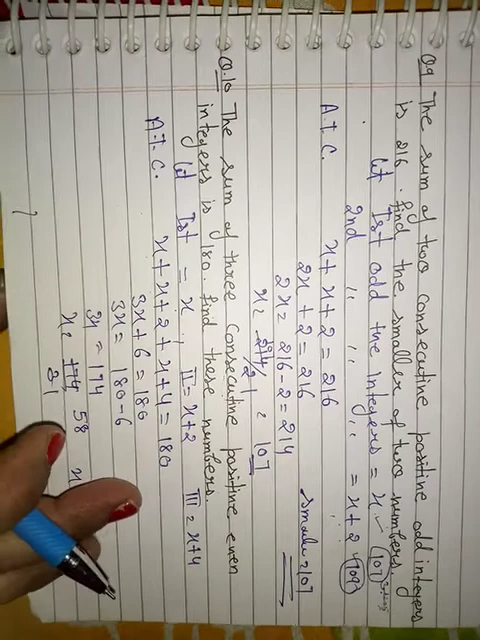 Q9 The sum of two consecutive positive odd integers
is 216. find the smaller of two numbers.
let Ist odd +ve integers = x - 107
2nd " " " " = x+2 109
A.T.C. x+x+2 = 216
2x+2 = 216
2x = 216-2 = 214
x = 214/2 = 107 smaller = 107
Q.10 The sum of three consecutive positive even
integers is 180. find these numbers.
let Ist = x, II = x+2 III = x+4
A.T.C. x+x+2+x+4 = 180
3x+6 = 180
3x = 180-6
3x = 174
x = 174/3 58 x